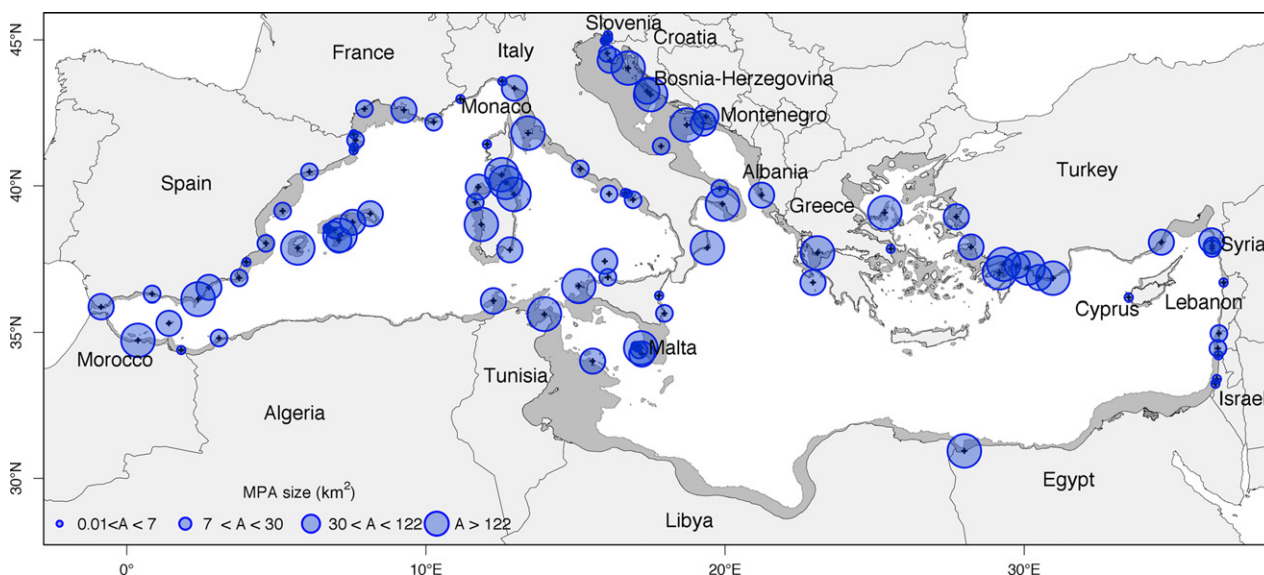 Slovenia
45°N
Croatia
France
Italy
Bosnia-Herzegovina
Monaco
Montenegro
Albania
Turkey
Spain
40°N
Greece
Syria
Cyprus
Lebanon
35°N
Morocco
Malta
Tunisia
Israel
Algeria
30°N
Egypt
MPA size (km²)
0.01<A < 7
7 < A < 30
30 < A < 122
A > 122
Libya
0°
10°E
20°E
30°E